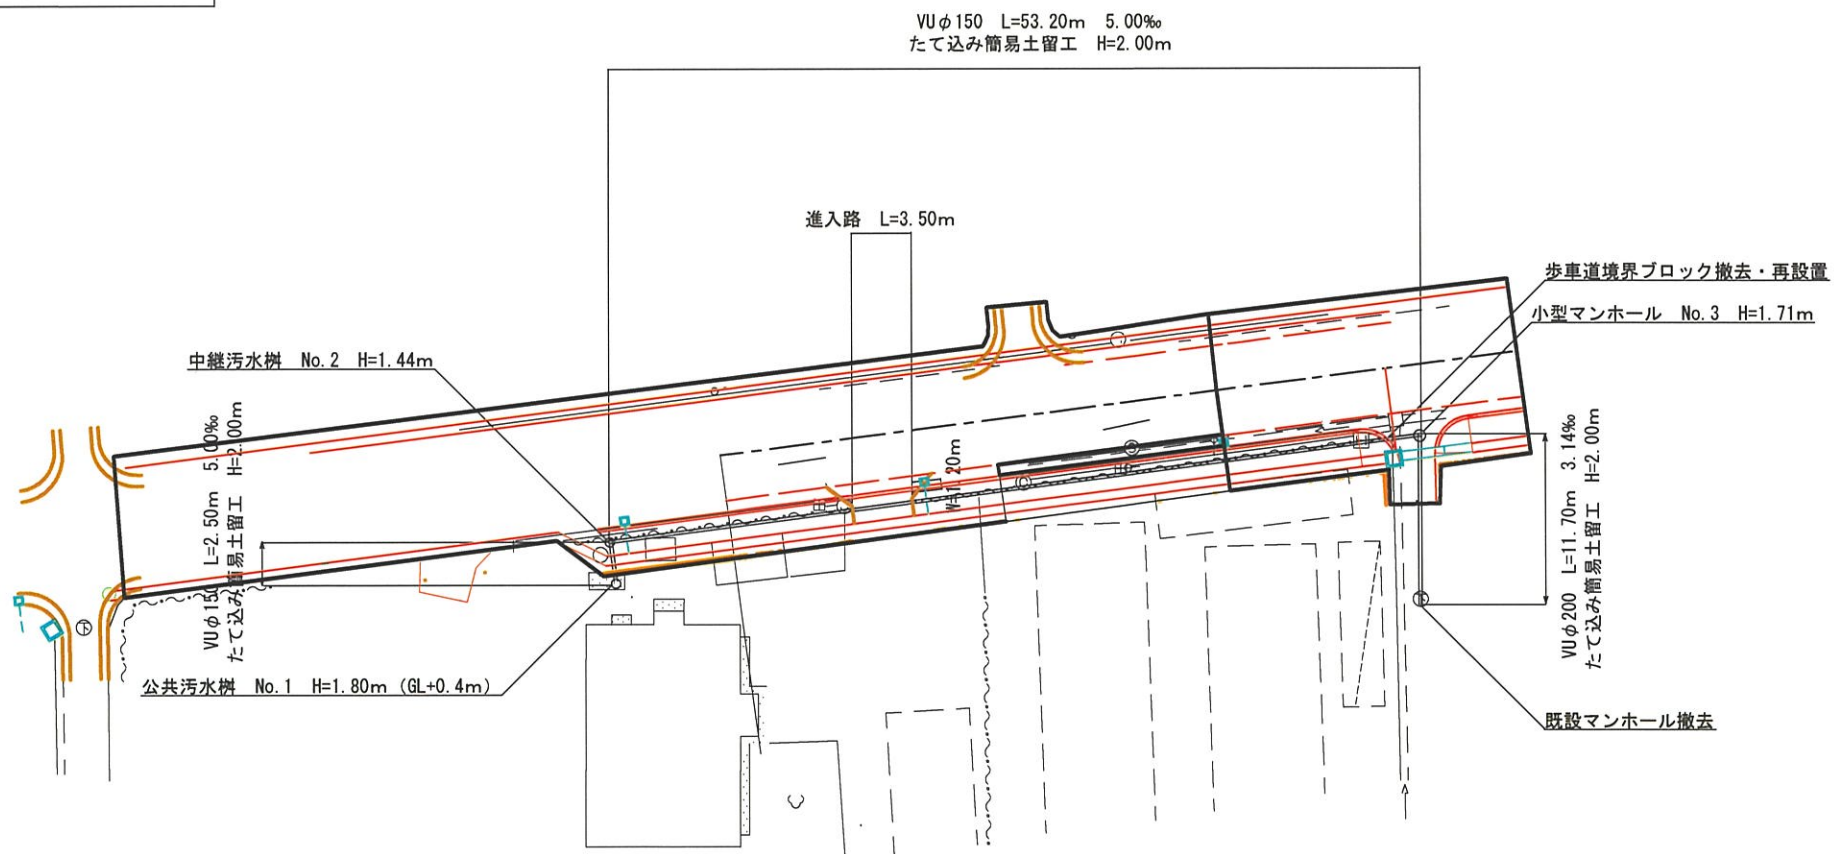 VUφ150 L=53.20m 5.00‰
たて込み簡易土留工 H=2.00m
進入路 L=3.50m
歩車道境界ブロック撤去・再設置
小型マンホール No.3 H=1.71m
中継汚水桝 No.2 H=1.44m
VUφ150 L=2.50m 5.00‰
たて込み簡易土留工 H=2.00m
W=1.20m
VUφ200 L=11.70m 3.14‰
たて込み簡易土留工 H=2.00m
公共汚水桝 No.1 H=1.80m (GL+0.4m)
既設マンホール撤去